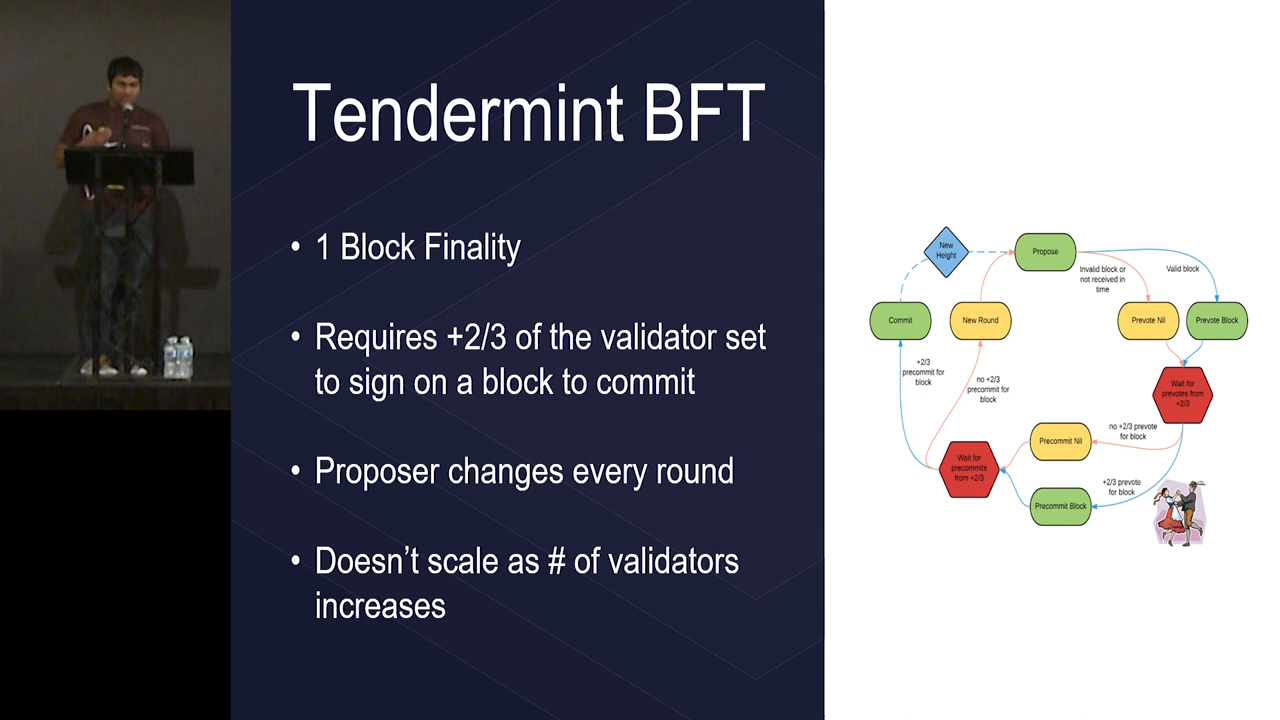 Tendermint BFT
• 1 Block Finality
• Requires +2/3 of the validator set
to sign on a block to commit
• Proposer changes every round
• Doesn’t scale as # of validators
increases
New
Height
Propose
Invalid block or
not received in
time
Valid block
Commit
New Round
Prevote Nil
Prevote Block
+2/3
precommit for
block
no +2/3
precommit for
block
Wait for
prevotes from
+2/3
no +2/3 prevote
for block
Precommit Nil
Wait for
precommits
from +2/3
+2/3 prevote
for block
Precommit Block